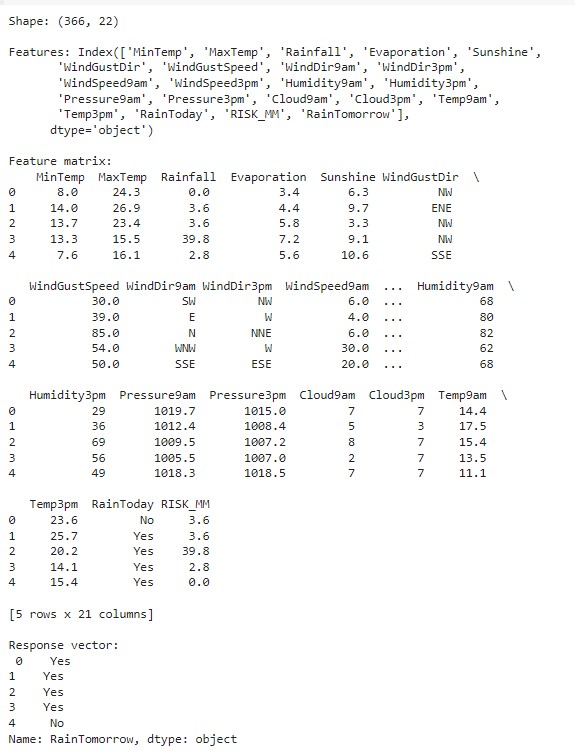 Shape: (366, 22)
Features: Index(['MinTemp', 'MaxTemp', 'Rainfall', 'Evaporation', 'Sunshine',
'WindGustDir', 'WindGustSpeed', 'WindDir9am', 'WindDir3pm',
'WindSpeed9am', 'WindSpeed3pm', 'Humidity9am', 'Humidity3pm',
'Pressure9am', 'Pressure3pm', 'Cloud9am', 'Cloud3pm', 'Temp9am',
'Temp3pm', 'RainToday', 'RISK_MM', 'RainTomorrow'],
dtype='object')
Feature matrix:
MinTemp MaxTemp Rainfall Evaporation Sunshine WindGustDir \
0 8.0 24.3 0.0 3.4 6.3 NW
1 14.0 26.9 3.6 4.4 9.7 ENE
2 13.7 23.4 3.6 5.8 3.3 NW
3 13.3 15.5 39.8 7.2 9.1 NW
4 7.6 16.1 2.8 5.6 10.6 SSE
WindGustSpeed WindDir9am WindDir3pm WindSpeed9am ... Humidity9am \
0 30.0 SW NW 6.0 ... 68
1 39.0 E W 4.0 ... 80
2 85.0 N NNE 6.0 ... 82
3 54.0 WNW W 30.0 ... 62
4 50.0 SSE ESE 20.0 ... 68
Humidity3pm Pressure9am Pressure3pm Cloud9am Cloud3pm Temp9am \
0 29 1019.7 1015.0 7 7 14.4
1 36 1012.4 1008.4 5 3 17.5
2 69 1009.5 1007.2 8 7 15.4
3 56 1005.5 1007.0 2 7 13.5
4 49 1018.3 1018.5 7 7 11.1
Temp3pm RainToday RISK_MM
0 23.6 No 3.6
1 25.7 Yes 3.6
2 20.2 Yes 39.8
3 14.1 Yes 2.8
4 15.4 Yes 0.0
[5 rows x 21 columns]
Response vector:
0 Yes
1 Yes
2 Yes
3 Yes
4 No
Name: RainTomorrow, dtype: object